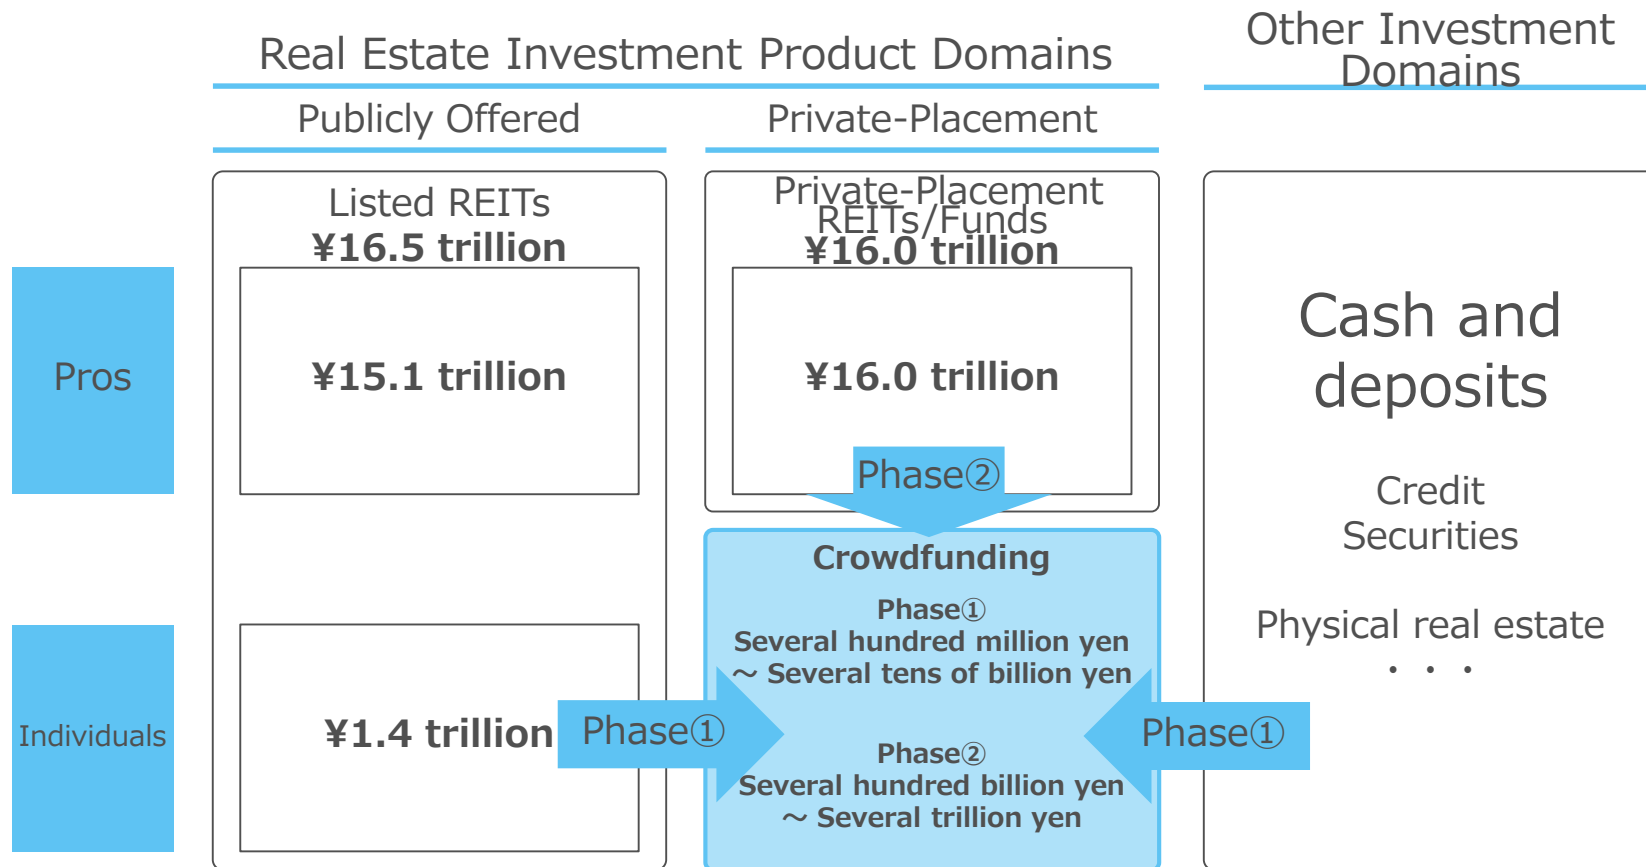 Real Estate Investment Product Domains
Other Investment
Domains
Publicly Offered
Private-Placement
Listed REITs
¥16.5 trillion
Private-Placement
REITs/Funds
¥16.0 trillion
Pros
¥15.1 trillion
¥16.0 trillion
Phase②
Cash and
deposits
Credit
Securities
Physical real estate
・・・
Crowdfunding
Phase①
Several hundred million yen
～ Several tens of billion yen
Individuals
¥1.4 trillion
Phase①
Phase①
Phase②
Several hundred billion yen
～ Several trillion yen